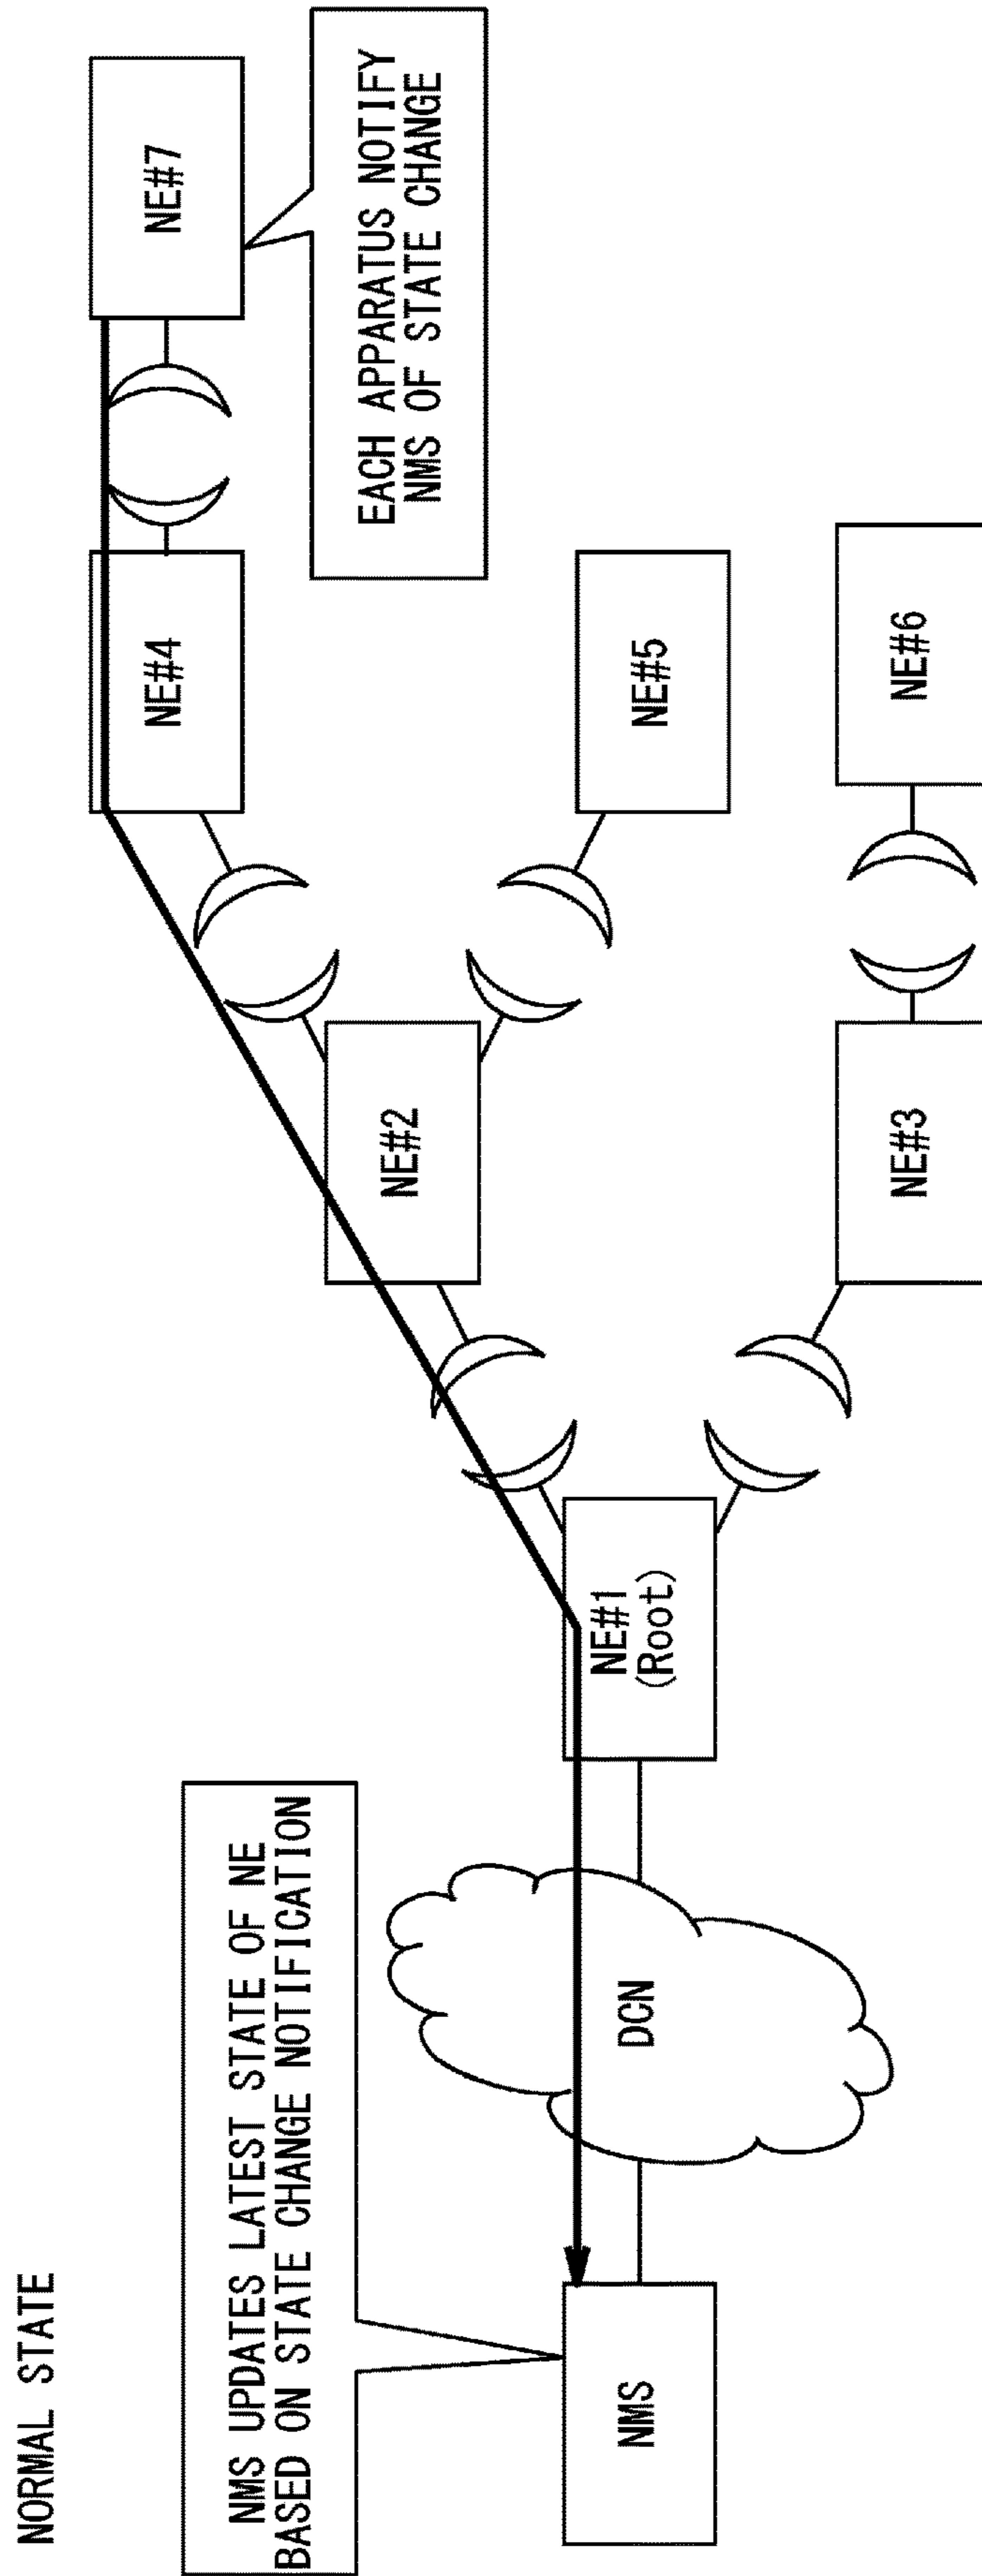 NORMAL STATE
NMS UPDATES LATEST STATE OF NE
BASED ON STATE CHANGE NOTIFICATION
NMS
DCN
NE#1
(Root)
NE#2
NE#3
NE#4
NE#5
NE#6
NE#7
EACH APPARATUS NOTIFY
NMS OF STATE CHANGE